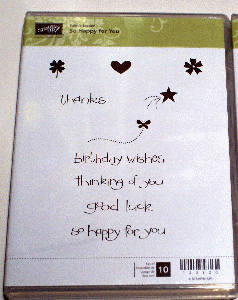 So Happy for You
thanks
birthday wishes
thinking of you
good luck
so happy for you
10